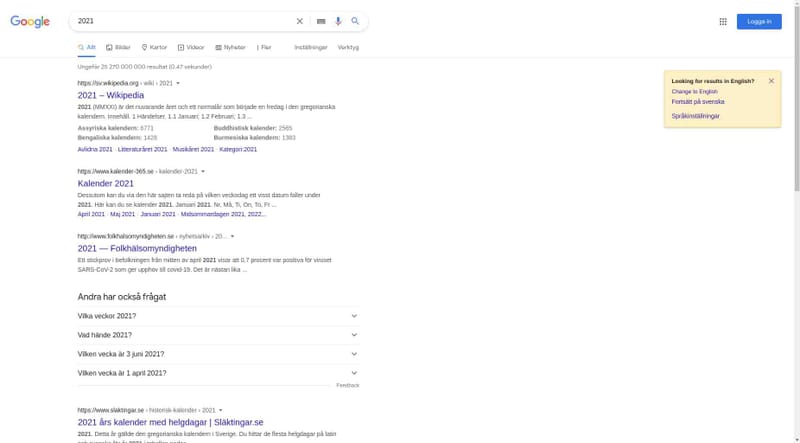 Google
2021
Logga in
Allt
Bilder
Kartor
Videor
Nyheter
Fler
Inställningar
Verktyg
Ungefär 25 270 000 000 resultat (0,47 sekunder)
https://sv.wikipedia.org › wiki › 2021
2021 – Wikipedia
2021 (MMXXI) är det nuvarande året och ett normalår som började en fredag i den gregorianska
kalendern. Innehåll. 1 Händelser. 1.1 Januari; 1.2 Februari; 1.3 ...
Assyriska kalendern: 6771 Buddhistisk kalender: 2565
Bengaliska kalendern: 1428 Burmesiska kalender: 1383
Avlidna 2021 · Litteraturåret 2021 · Musikåret 2021 · Kategori:2021
https://www.kalender-365.se › kalender-2021
Kalender 2021
Dessutom kan du via den här sajten ta reda på vilken veckodag ett visst datum faller under
2021. Här kan du se kalender 2021. Januari 2021. Nr, Må, Ti, On, To, Fr ...
April 2021 · Maj 2021 · Januari 2021 · Midsommardagen 2021, 2022...
http://www.folkhalsomyndigheten.se › nyhetsarkiv › 20...
2021 — Folkhälsomyndigheten
Ett stickprov i befolkningen från mitten av april 2021 visar att 0,7 procent var positiva för viruset
SARS-CoV-2 som ger upphov till covid-19. Det är nästan lika ...
Andra har också frågat
Vilka veckor 2021?
Vad hände 2021?
Vilken vecka är 3 juni 2021?
Vilken vecka är 1 april 2021?
Feedback
https://www.släktingar.se › historisk-kalender › 2021
2021 års kalender med helgdagar | Släktingar.se
2021. Detta år gällde den gregorianska kalendern i Sverige. Du hittar de flesta helgdagar på latin
Looking for results in English?
Change to English
Fortsätt på svenska
Språkinställningar